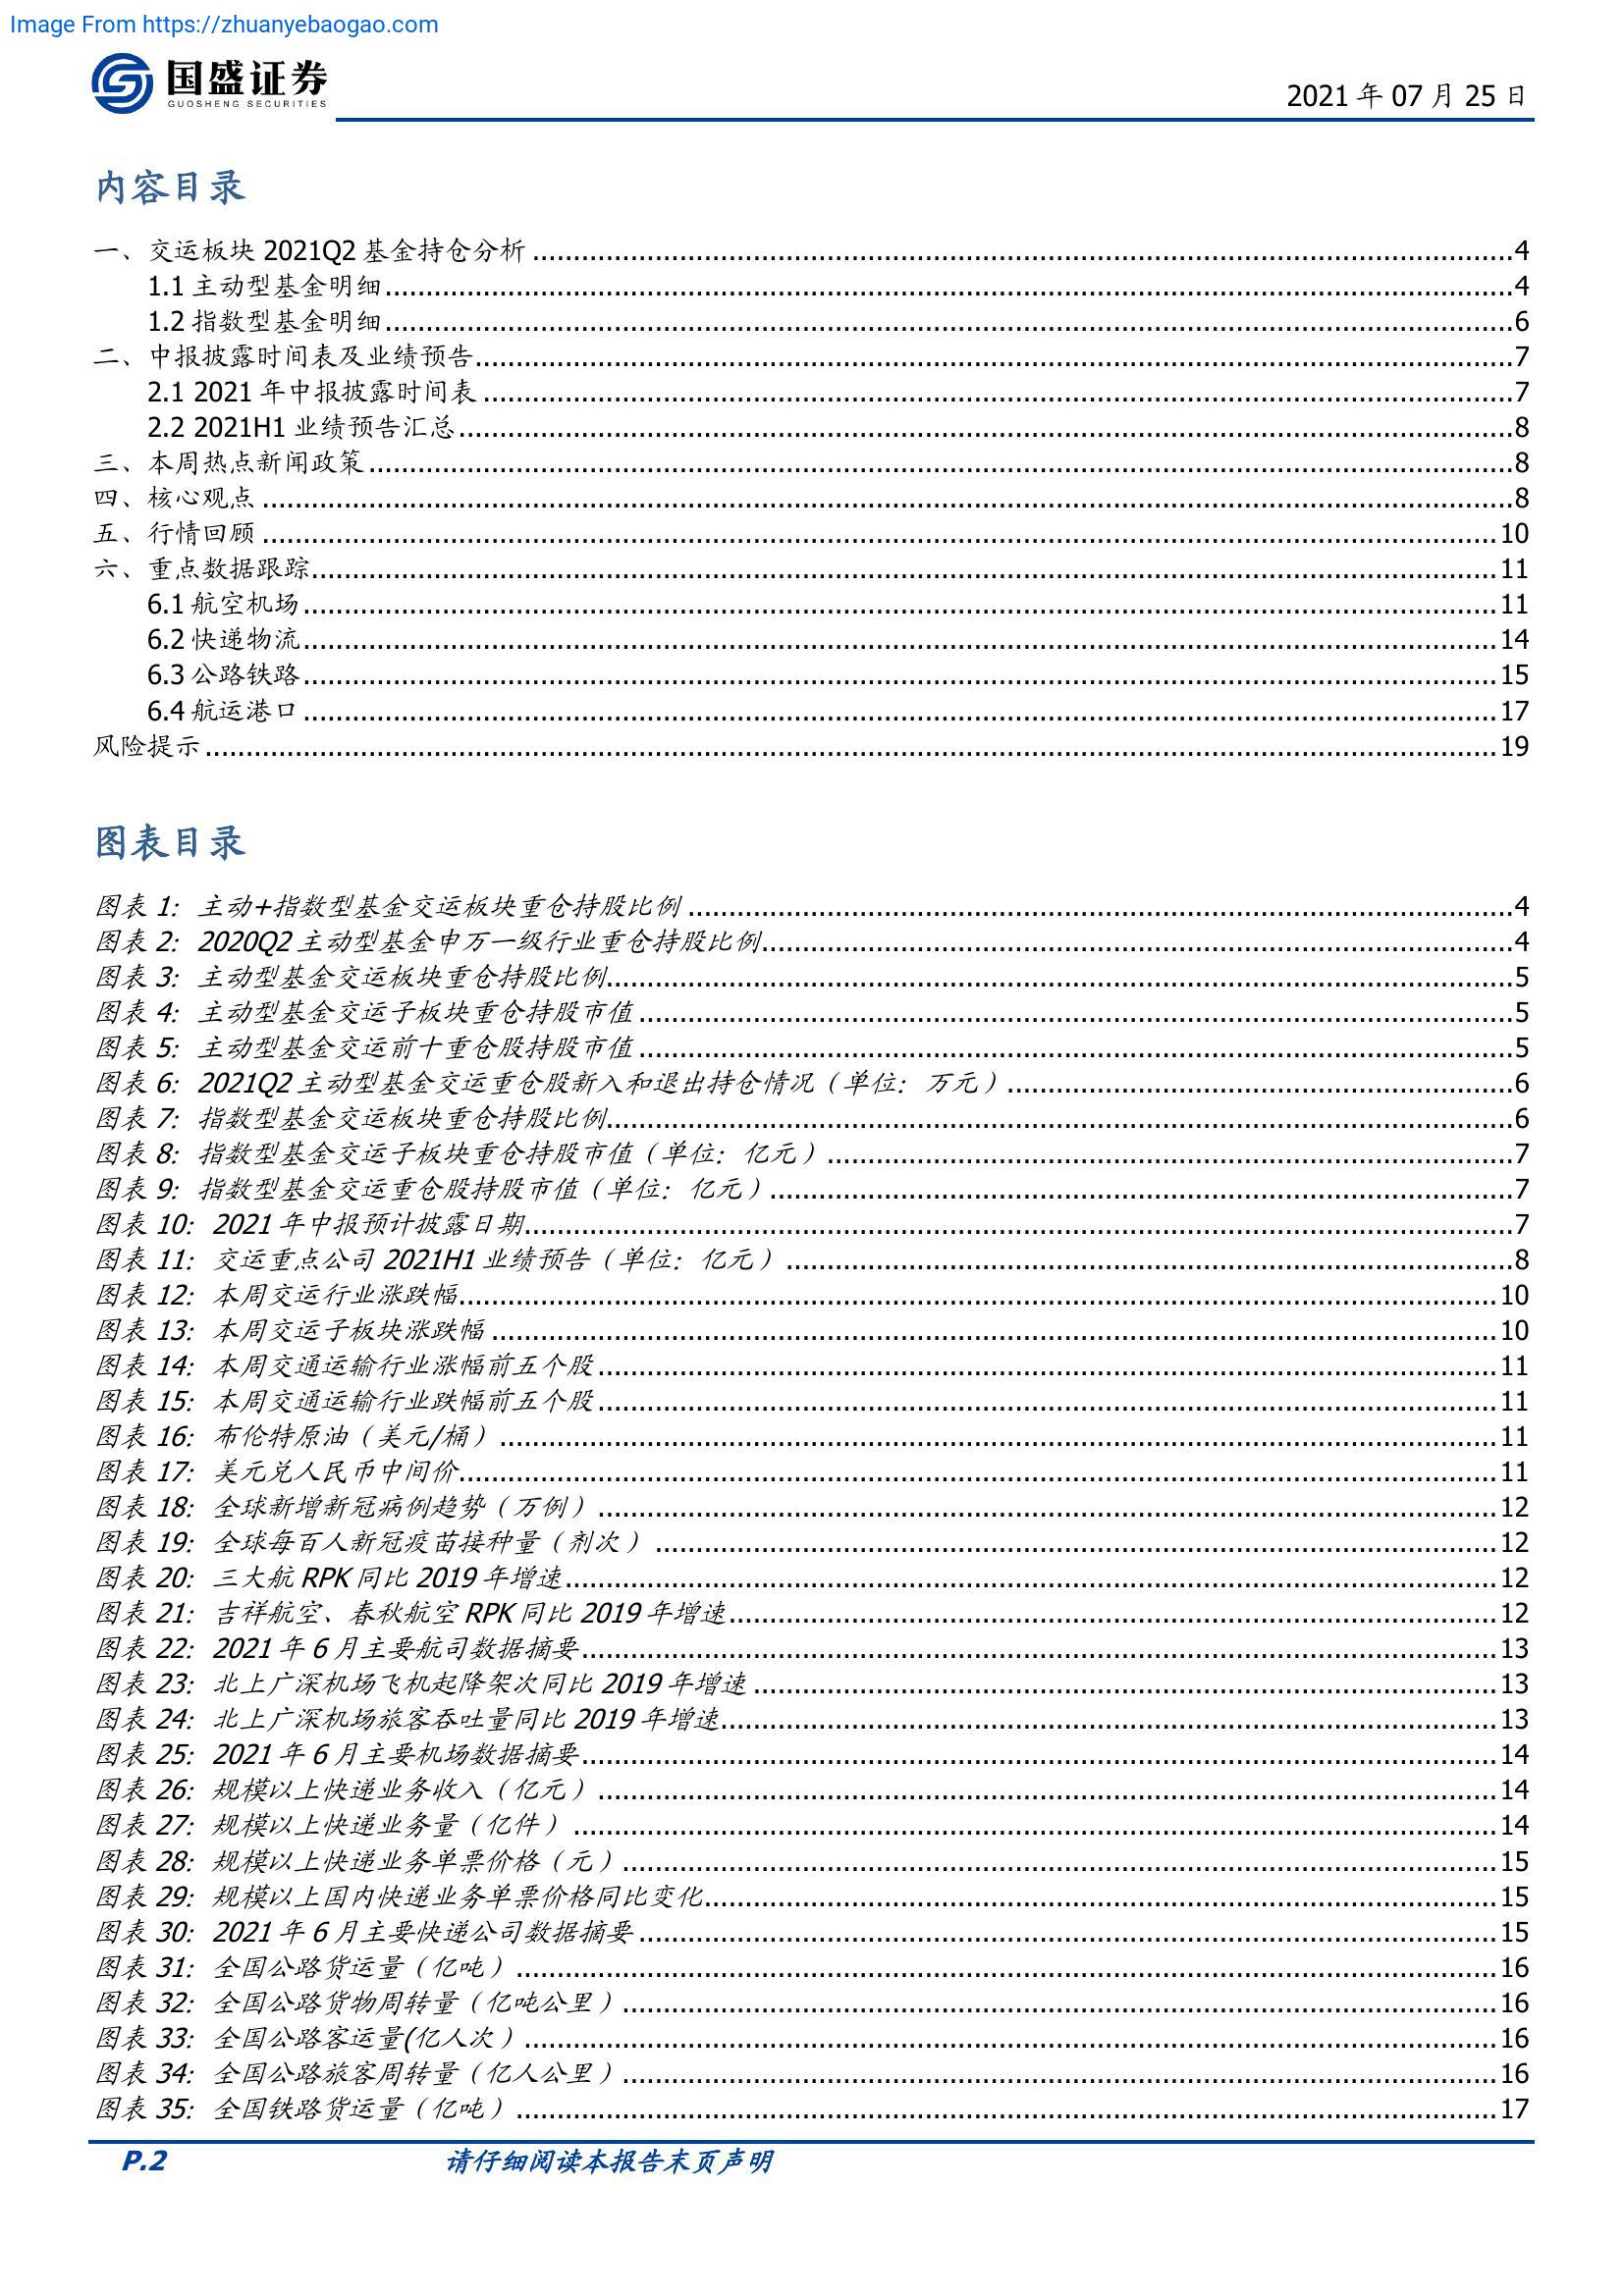 Image From https://zhuanyebaogao.com
国盛证券
GUOSHENG SECURITIES
2021 年 07 月 25 日
内容目录
一、交运板块 2021Q2 基金持仓分析 ........ 4
1.1 主动型基金明细 ........ 4
1.2 指数型基金明细 ........ 6
二、中报披露时间表及业绩预告 ........ 7
2.1 2021 年中报披露时间表 ........ 7
2.2 2021H1 业绩预告汇总 ........ 8
三、本周热点新闻政策 ........ 8
四、核心观点 ........ 8
五、行情回顾 ........ 10
六、重点数据跟踪 ........ 11
6.1 航空机场 ........ 11
6.2 快递物流 ........ 14
6.3 公路铁路 ........ 15
6.4 航运港口 ........ 17
风险提示 ........ 19
图表目录
图表 1: 主动+指数型基金交运板块重仓持股比例 ........ 4
图表 2: 2020Q2 主动型基金申万一级行业重仓持股比例 ........ 4
图表 3: 主动型基金交运板块重仓持股比例 ........ 5
图表 4: 主动型基金交运子板块重仓持股市值 ........ 5
图表 5: 主动型基金交运前十重仓股持股市值 ........ 5
图表 6: 2021Q2 主动型基金交运重仓股新入和退出持仓情况（单位：万元） ........ 6
图表 7: 指数型基金交运板块重仓持股比例 ........ 6
图表 8: 指数型基金交运子板块重仓持股市值（单位：亿元） ........ 7
图表 9: 指数型基金交运重仓股持股市值（单位：亿元） ........ 7
图表 10: 2021 年中报预计披露日期 ........ 7
图表 11: 交运重点公司 2021H1 业绩预告（单位：亿元） ........ 8
图表 12: 本周交运行业涨跌幅 ........ 10
图表 13: 本周交运子板块涨跌幅 ........ 10
图表 14: 本周交通运输行业涨幅前五个股 ........ 11
图表 15: 本周交通运输行业跌幅前五个股 ........ 11
图表 16: 布伦特原油（美元/桶） ........ 11
图表 17: 美元兑人民币中间价 ........ 11
图表 18: 全球新增新冠病例趋势（万例） ........ 12
图表 19: 全球每百人新冠疫苗接种量（剂次） ........ 12
图表 20: 三大航 RPK 同比 2019 年增速 ........ 12
图表 21: 吉祥航空、春秋航空 RPK 同比 2019 年增速 ........ 12
图表 22: 2021 年 6 月主要航司数据摘要 ........ 13
图表 23: 北上广深机场飞机起降架次同比 2019 年增速 ........ 13
图表 24: 北上广深机场旅客吞吐量同比 2019 年增速 ........ 13
图表 25: 2021 年 6 月主要机场数据摘要 ........ 14
图表 26: 规模以上快递业务收入（亿元） ........ 14
图表 27: 规模以上快递业务量（亿件） ........ 14
图表 28: 规模以上快递业务单票价格（元） ........ 15
图表 29: 规模以上国内快递业务单票价格同比变化 ........ 15
图表 30: 2021 年 6 月主要快递公司数据摘要 ........ 15
图表 31: 全国公路货运量（亿吨） ........ 16
图表 32: 全国公路货物周转量（亿吨公里） ........ 16
图表 33: 全国公路客运量(亿人次） ........ 16
图表 34: 全国公路旅客周转量（亿人公里） ........ 16
图表 35: 全国铁路货运量（亿吨） ........ 17
P.2 请仔细阅读本报告末页声明